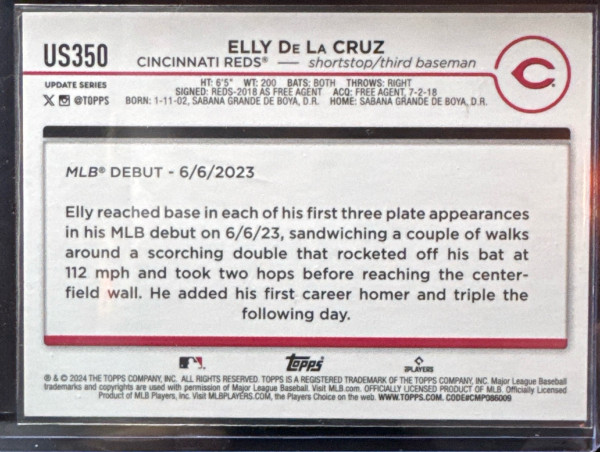 US350
ELLY DE LA CRUZ
CINCINNATI REDS® — shortstop/third baseman
UPDATE SERIES
@TOPPS
HT: 6'5" WT: 200 BATS: BOTH THROWS: RIGHT
SIGNED: REDS-2018 AS FREE AGENT ACQ: FREE AGENT, 7-2-18
BORN: 1-11-02, SABANA GRANDE DE BOYA, D.R. HOME: SABANA GRANDE DE BOYA, D.R.
C
MLB® DEBUT - 6/6/2023
Elly reached base in each of his first three plate appearances
in his MLB debut on 6/6/23, sandwiching a couple of walks
around a scorching double that rocketed off his bat at
112 mph and took two hops before reaching the center-
field wall. He added his first career homer and triple the
following day.
topps
PLAYERS
® & © 2024 THE TOPPS COMPANY, INC. ALL RIGHTS RESERVED. TOPPS IS A REGISTERED TRADEMARK OF THE TOPPS COMPANY, INC. Major League Baseball
trademarks and copyrights are used with permission of Major League Baseball. Visit MLB.com. OFFICIALLY LICENSED PRODUCT OF MLB. Officially Licensed
Product of MLB Players, Inc. Visit MLBPLAYERS.COM, the Players Choice on the web. WWW.TOPPS.COM. CODE#CMP086009